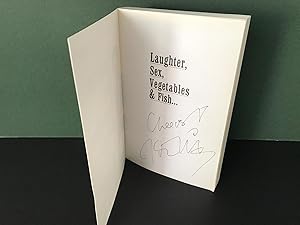 Laughter,
Sex,
Vegetables
& Fish...
Cheers